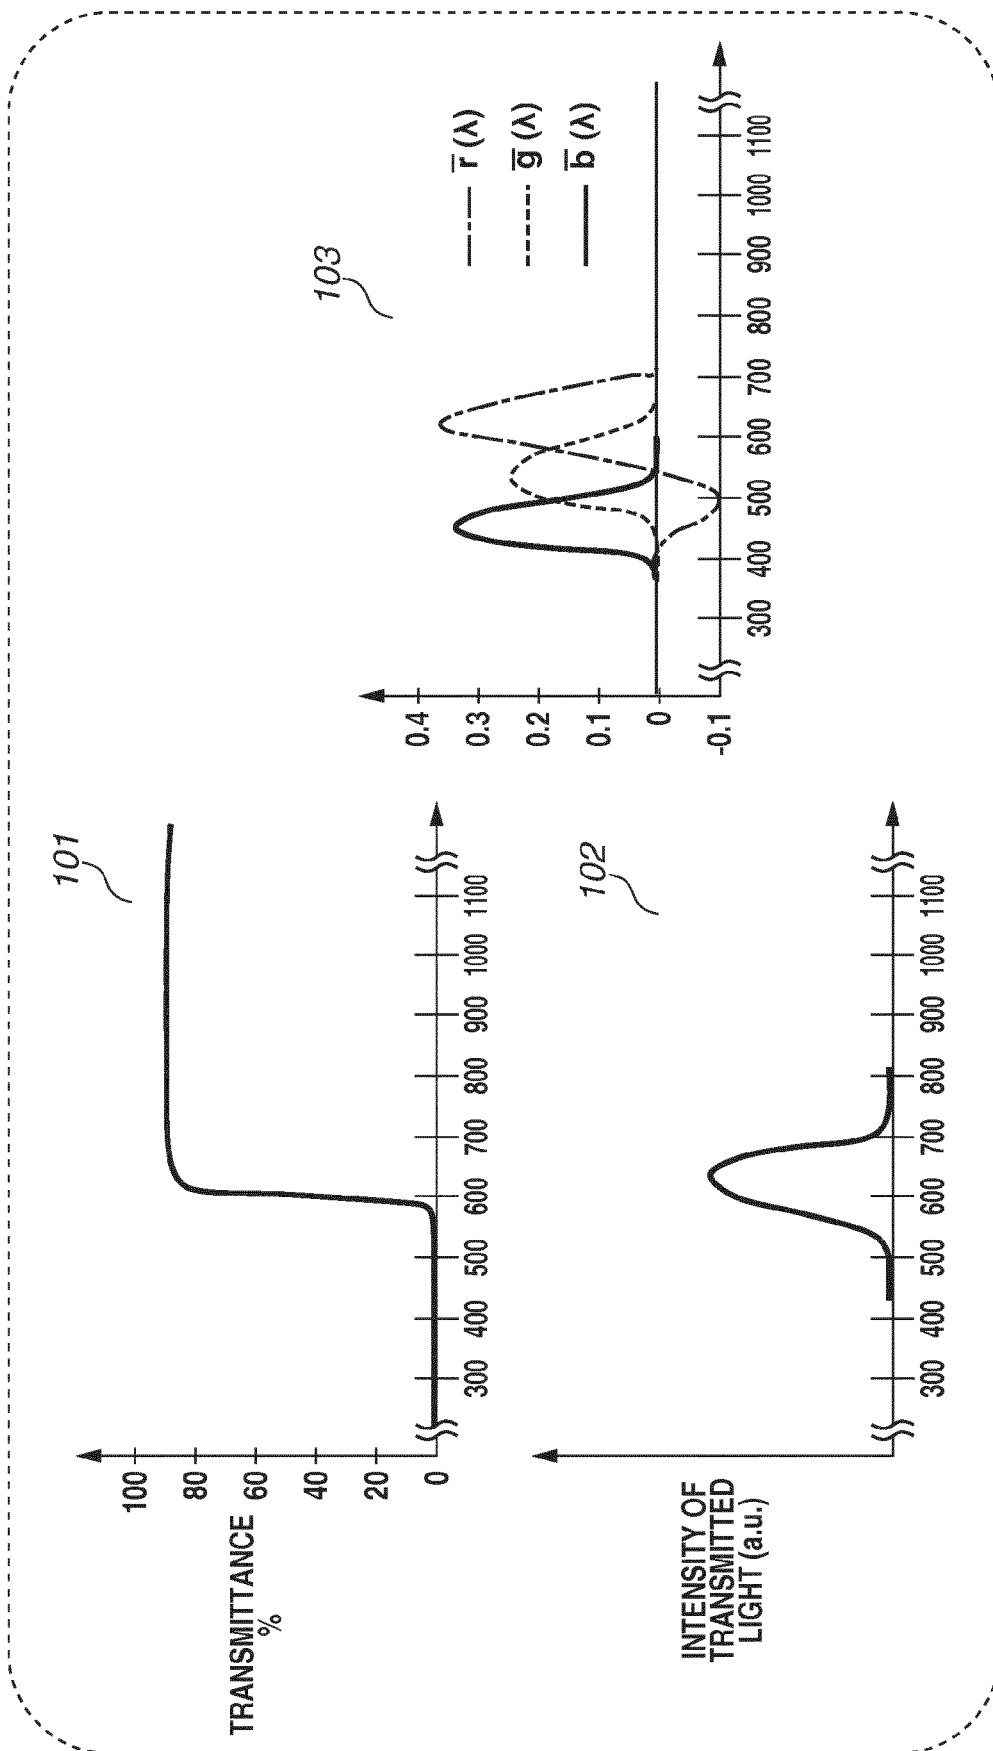 101
TRANSMITTANCE
%
100
80
60
40
20
0
300 400 500 600 700 800 900 1000 1100
102
INTENSITY OF
TRANSMITTED
LIGHT (a.u.)
300 400 500 600 700 800 900 1000 1100
103
r̅ (λ)
g̅ (λ)
b̅ (λ)
0.4
0.3
0.2
0.1
0
-0.1
300 400 500 600 700 800 900 1000 1100